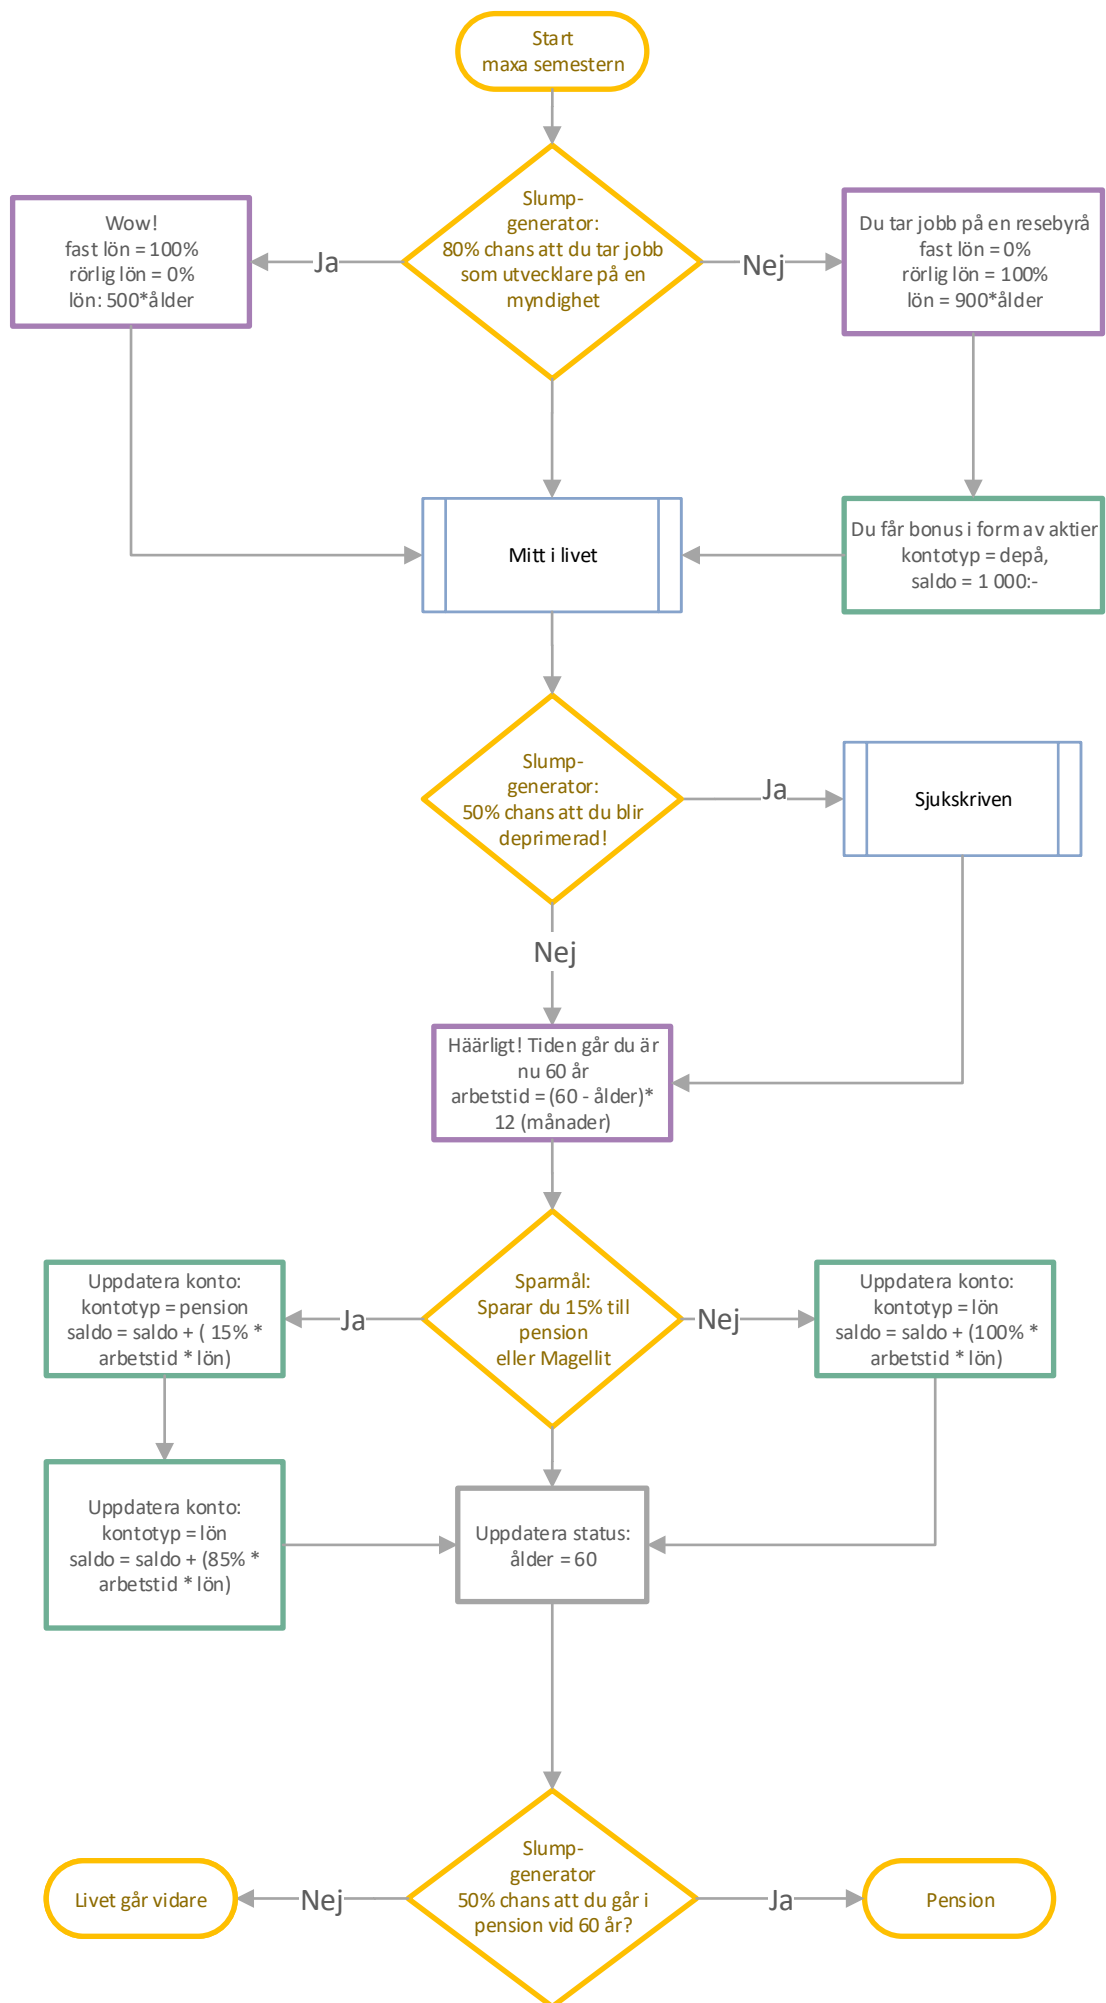 Start
maxa semestern
Slump-
generator:
80% chans att du tar jobb
som utvecklare på en
myndighet
Ja
Nej
Wow!
fast lön = 100%
rörlig lön = 0%
lön: 500*ålder
Du tar jobb på en resebyrå
fast lön = 0%
rörlig lön = 100%
lön = 900*ålder
Mitt i livet
Du får bonus i form av aktier
kontotyp = depå,
saldo = 1 000:-
Slump-
generator:
50% chans att du blir
deprimerad!
Ja
Sjukskriven
Nej
Häärligt! Tiden går du är
nu 60 år
arbetstid = (60 - ålder)*
12 (månader)
Sparmål:
Sparar du 15% till
pension
eller Magellit
Ja
Nej
Uppdatera konto:
kontotyp = pension
saldo = saldo + ( 15% *
arbetstid * lön)
Uppdatera konto:
kontotyp = lön
saldo = saldo + (100% *
arbetstid * lön)
Uppdatera konto:
kontotyp = lön
saldo = saldo + (85% *
arbetstid * lön)
Uppdatera status:
ålder = 60
Slump-
generator
50% chans att du går i
pension vid 60 år?
Nej
Ja
Livet går vidare
Pension